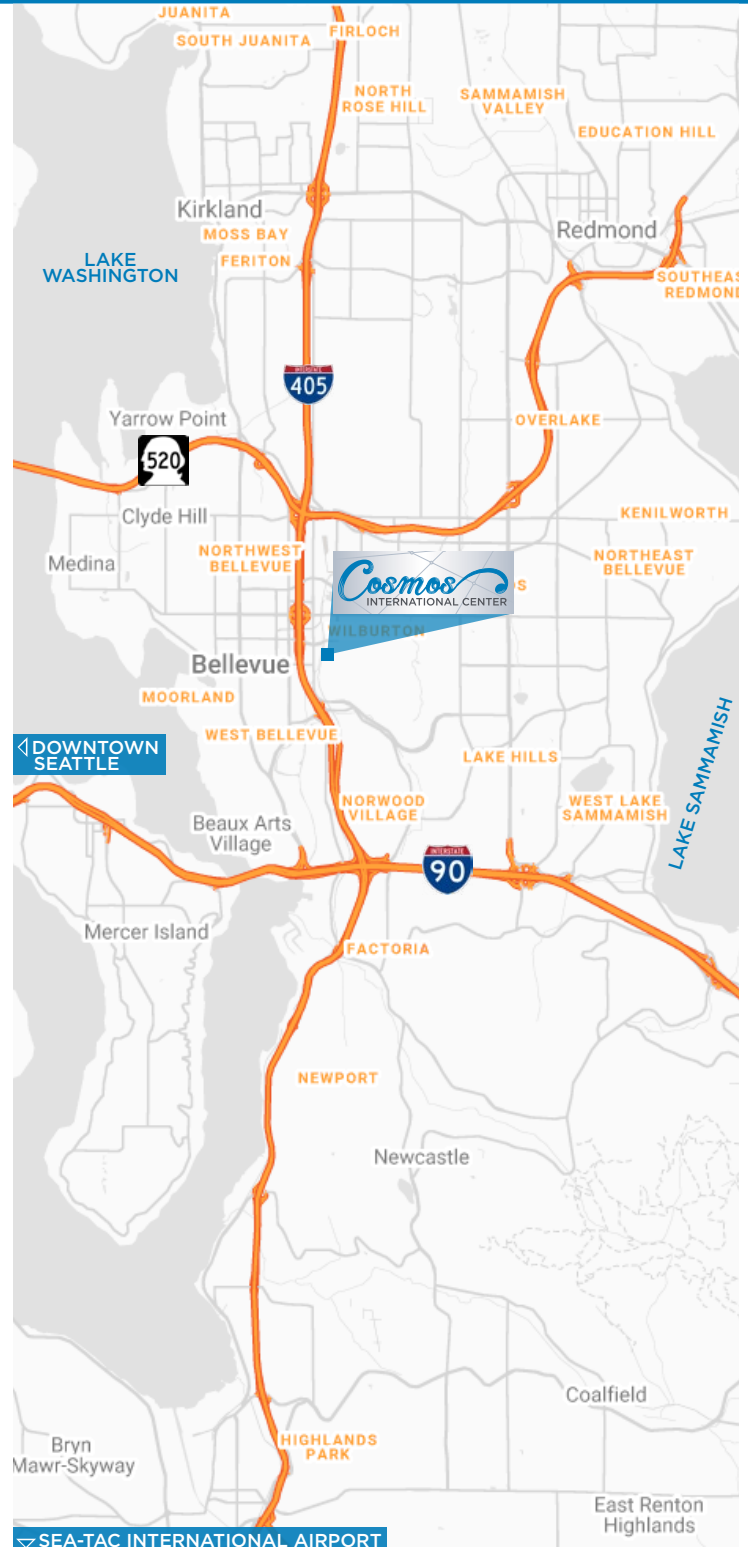 JUANITA
SOUTH JUANITA
FIRLOCH
NORTH
ROSE HILL
SAMMAMISH
VALLEY
EDUCATION HILL
Kirkland
MOSS BAY
FERITON
Redmond
LAKE
WASHINGTON
SOUTHEAS
REDMOND
INTERSTATE
405
Yarrow Point
520
OVERLAKE
Clyde Hill
KENILWORTH
Medina
NORTHWEST
BELLEVUE
NORTHEAST
BELLEVUE
Cosmos
INTERNATIONAL CENTER
S
WILBURTON
Bellevue
MOORLAND
WEST BELLEVUE
DOWNTOWN
SEATTLE
LAKE HILLS
LAKE SAMMAMISH
NORWOOD
VILLAGE
WEST LAKE
SAMMAMISH
Beaux Arts
Village
INTERSTATE
90
Mercer Island
FACTORIA
NEWPORT
Newcastle
Coalfield
Bryn
Mawr-Skyway
HIGHLANDS
PARK
East Renton
Highlands
SEA-TAC INTERNATIONAL AIRPORT